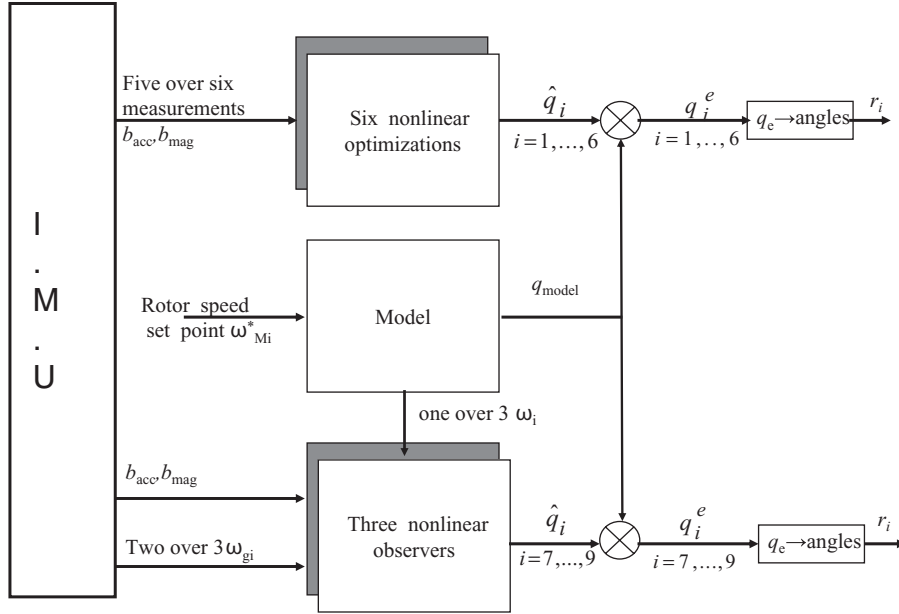 I
.
M
.
U
Five over six
measurements
b_acc,b_mag
Six nonlinear
optimizations
q̂_i
i=1,...,6
q_i^e
i=1,..,6
q_e→angles
r_i
Rotor speed
set point ω*_Mi
Model
q_model
one over 3 ω_i
b_acc,b_mag
Two over 3ω_gi
Three nonlinear
observers
q̂_i
i=7,...,9
q_i^e
i=7,...,9
q_e→angles
r_i